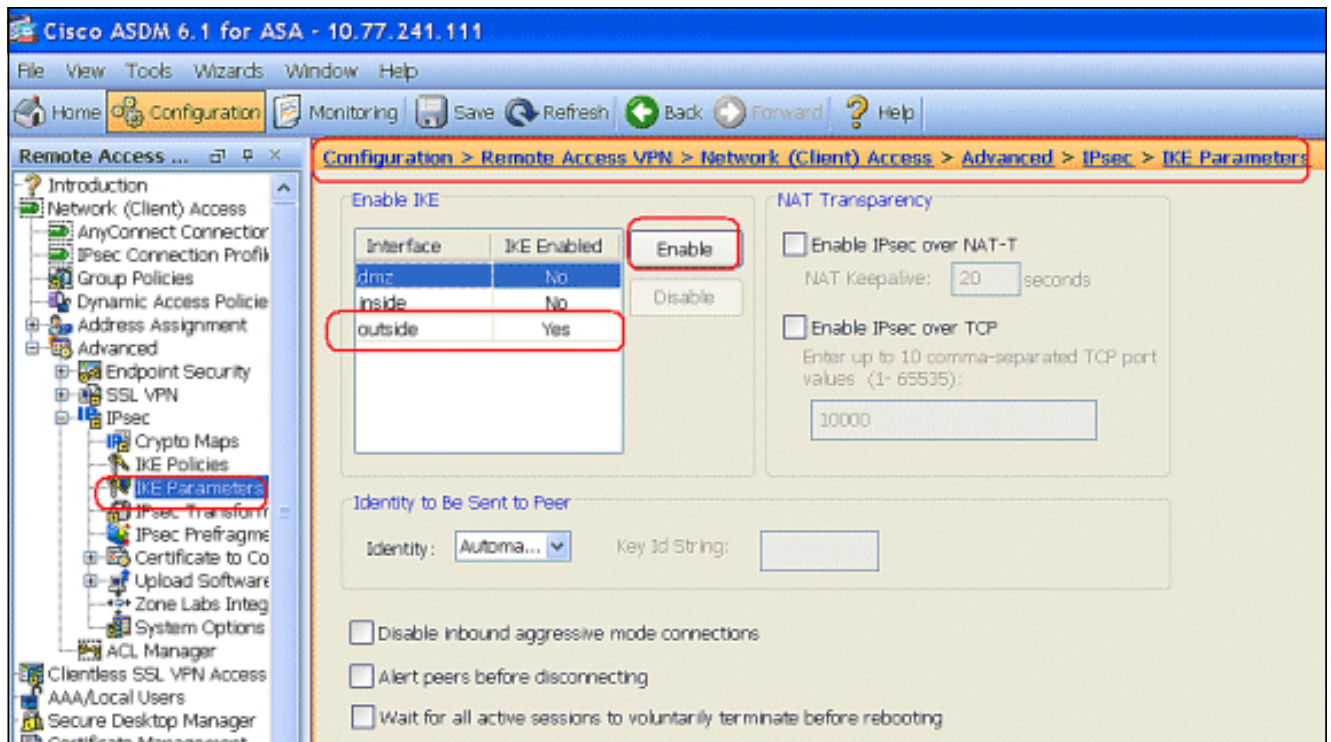 Cisco ASDM 6.1 for ASA - 10.77.241.111
File View Tools Wizards Window Help
Home Configuration Monitoring Save Refresh Back Forward Help
Remote Access ...
Configuration > Remote Access VPN > Network (Client) Access > Advanced > IPsec > IKE Parameters
Introduction
Network (Client) Access
AnyConnect Connection
IPsec Connection Profil
Group Policies
Dynamic Access Policie
Address Assignment
Advanced
Endpoint Security
SSL VPN
IPsec
Crypto Maps
IKE Policies
IKE Parameters
IPsec Transform
IPsec Prefragme
Certificate to Co
Upload Software
Zone Labs Integ
System Options
ACL Manager
Clientless SSL VPN Access
AAA/Local Users
Secure Desktop Manager
Certificate Management
Enable IKE
Interface IKE Enabled
dmz No
inside No
outside Yes
Enable
Disable
NAT Transparency
Enable IPsec over NAT-T
NAT Keepalive: 20 seconds
Enable IPsec over TCP
Enter up to 10 comma-separated TCP port
values (1- 65535):
10000
Identity to Be Sent to Peer
Identity: Automa... Key Id String:
Disable inbound aggressive mode connections
Alert peers before disconnecting
Wait for all active sessions to voluntarily terminate before rebooting